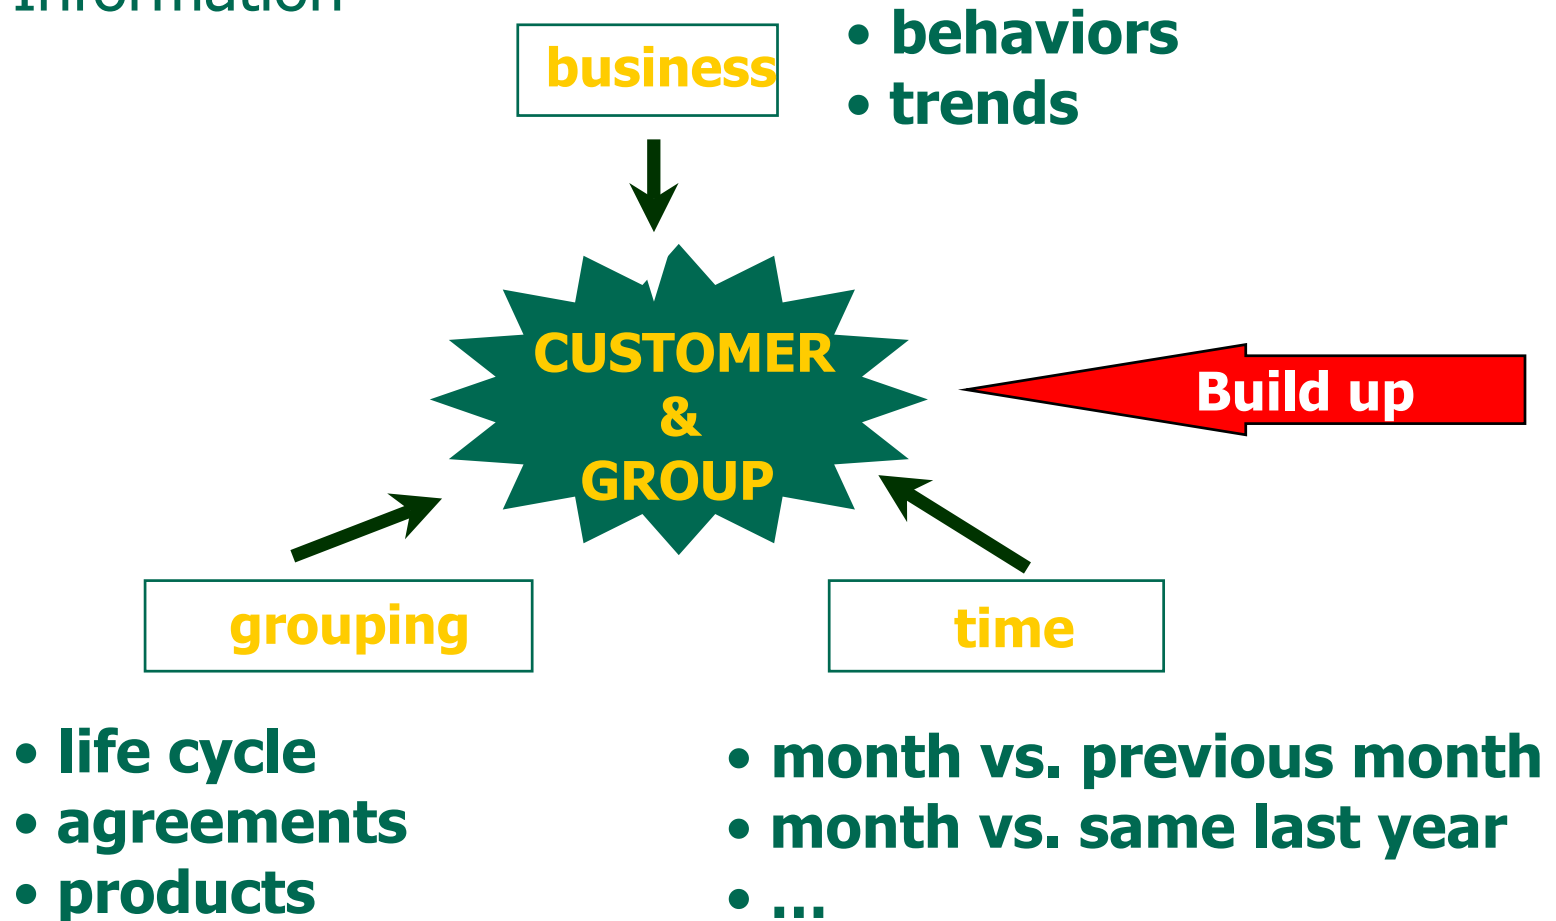 Information
business
• behaviors
• trends
CUSTOMER
&
GROUP
Build up
grouping
time
• life cycle
• agreements
• products
• month vs. previous month
• month vs. same last year
• ...